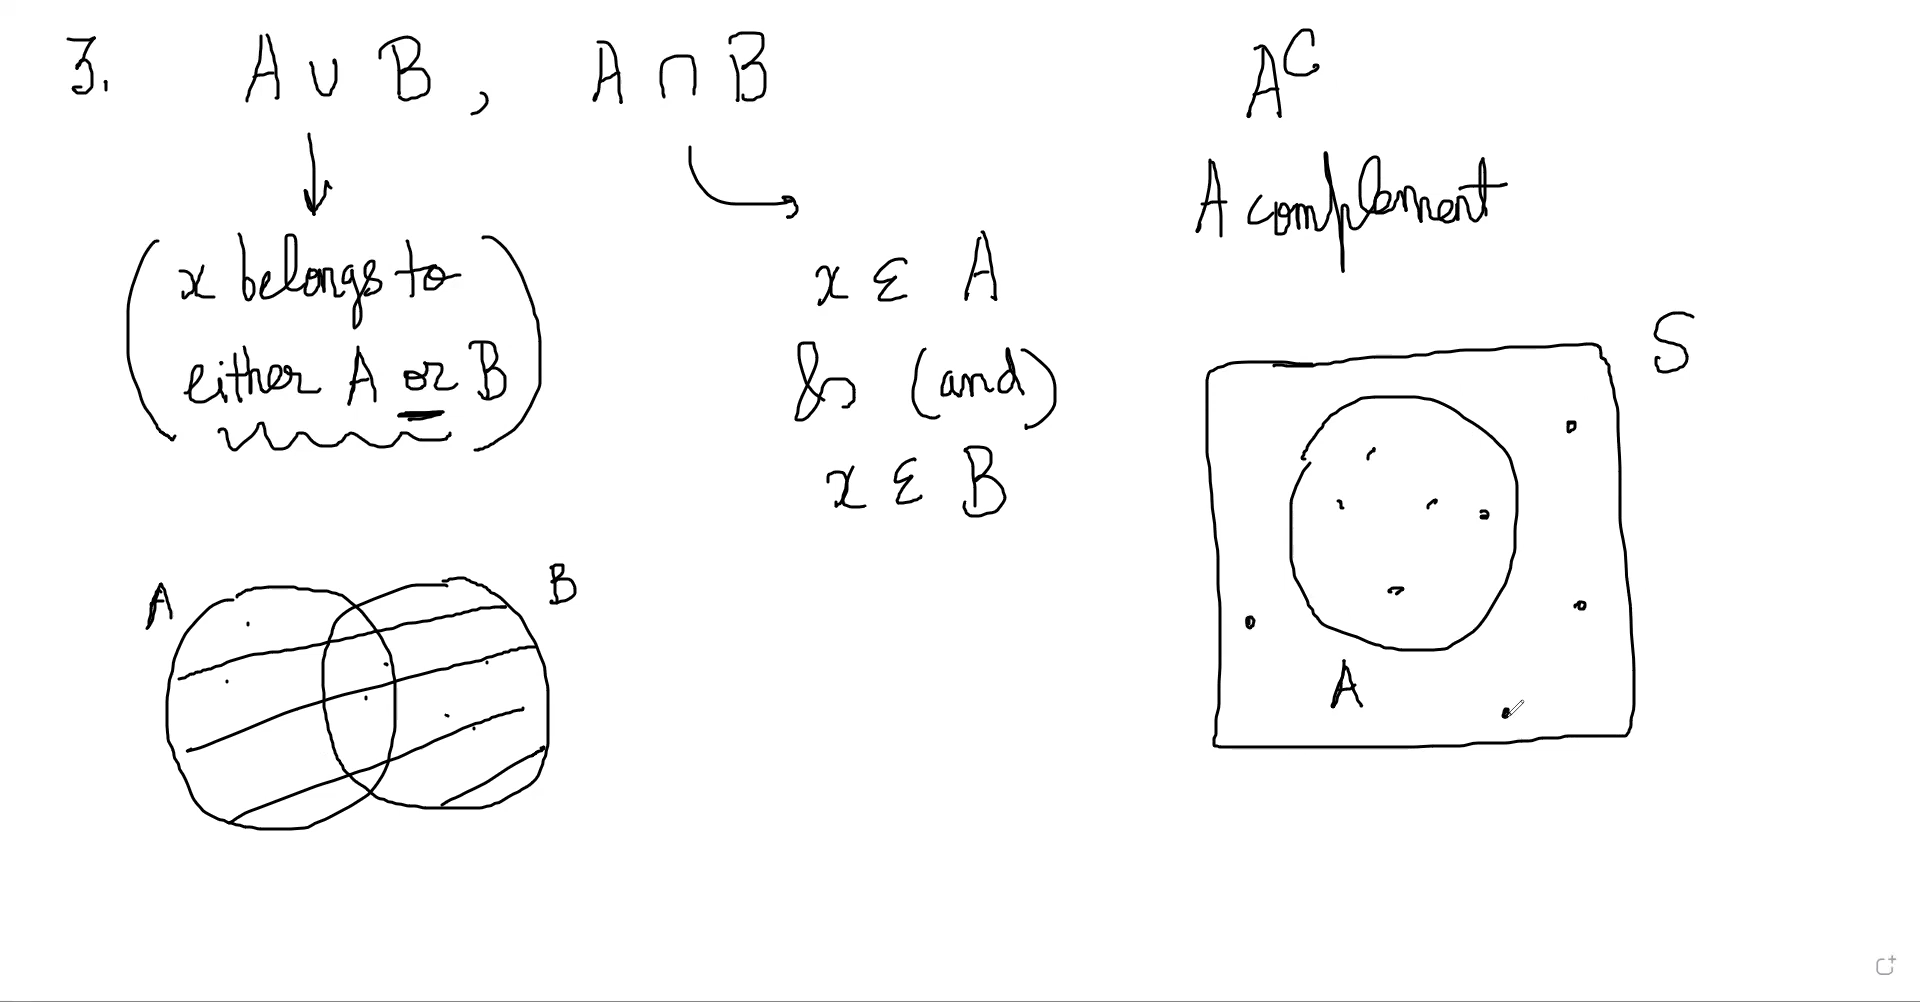 3. A ∪ B , A ∩ B
x belongs to
either A or B
x ε A
& (and)
x ε B
A B
A^C
A complement
S
A